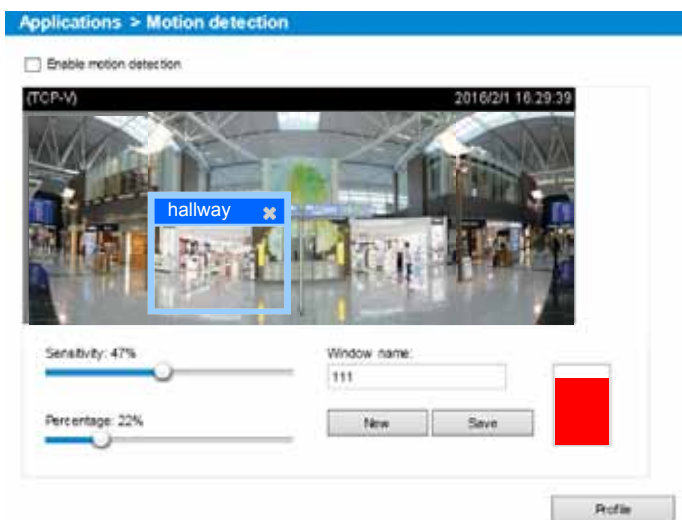 Applications > Motion detection
Enable motion detection
(TCP-V) 2016/2/1 16:29:39
hallway
Sensitivity: 47%
Window name:
111
Percentage: 22%
New Save
Profile